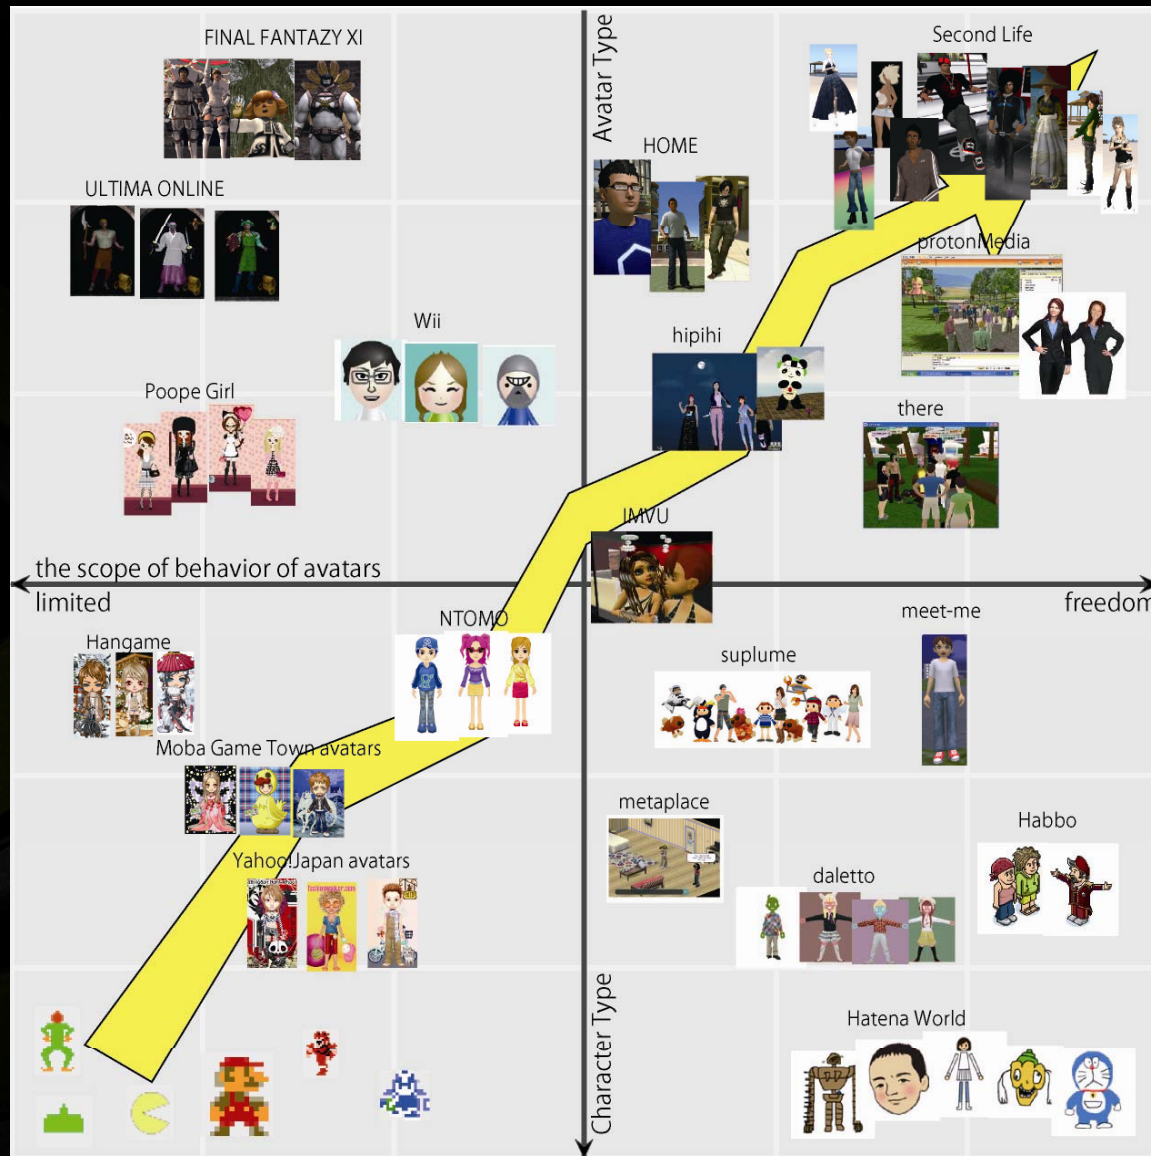 FINAL FANTAZY XI
Avatar Type
Second Life
HOME
ULTIMA ONLINE
protonMedia
Wii
hipihi
Poope Girl
there
IMVU
the scope of behavior of avatars
limited
freedom
NTOMO
meet-me
Hangame
suplume
Moba Game Town avatars
metaplace
Habbo
Yahoo!Japan avatars
daletto
Character Type
Hatena World